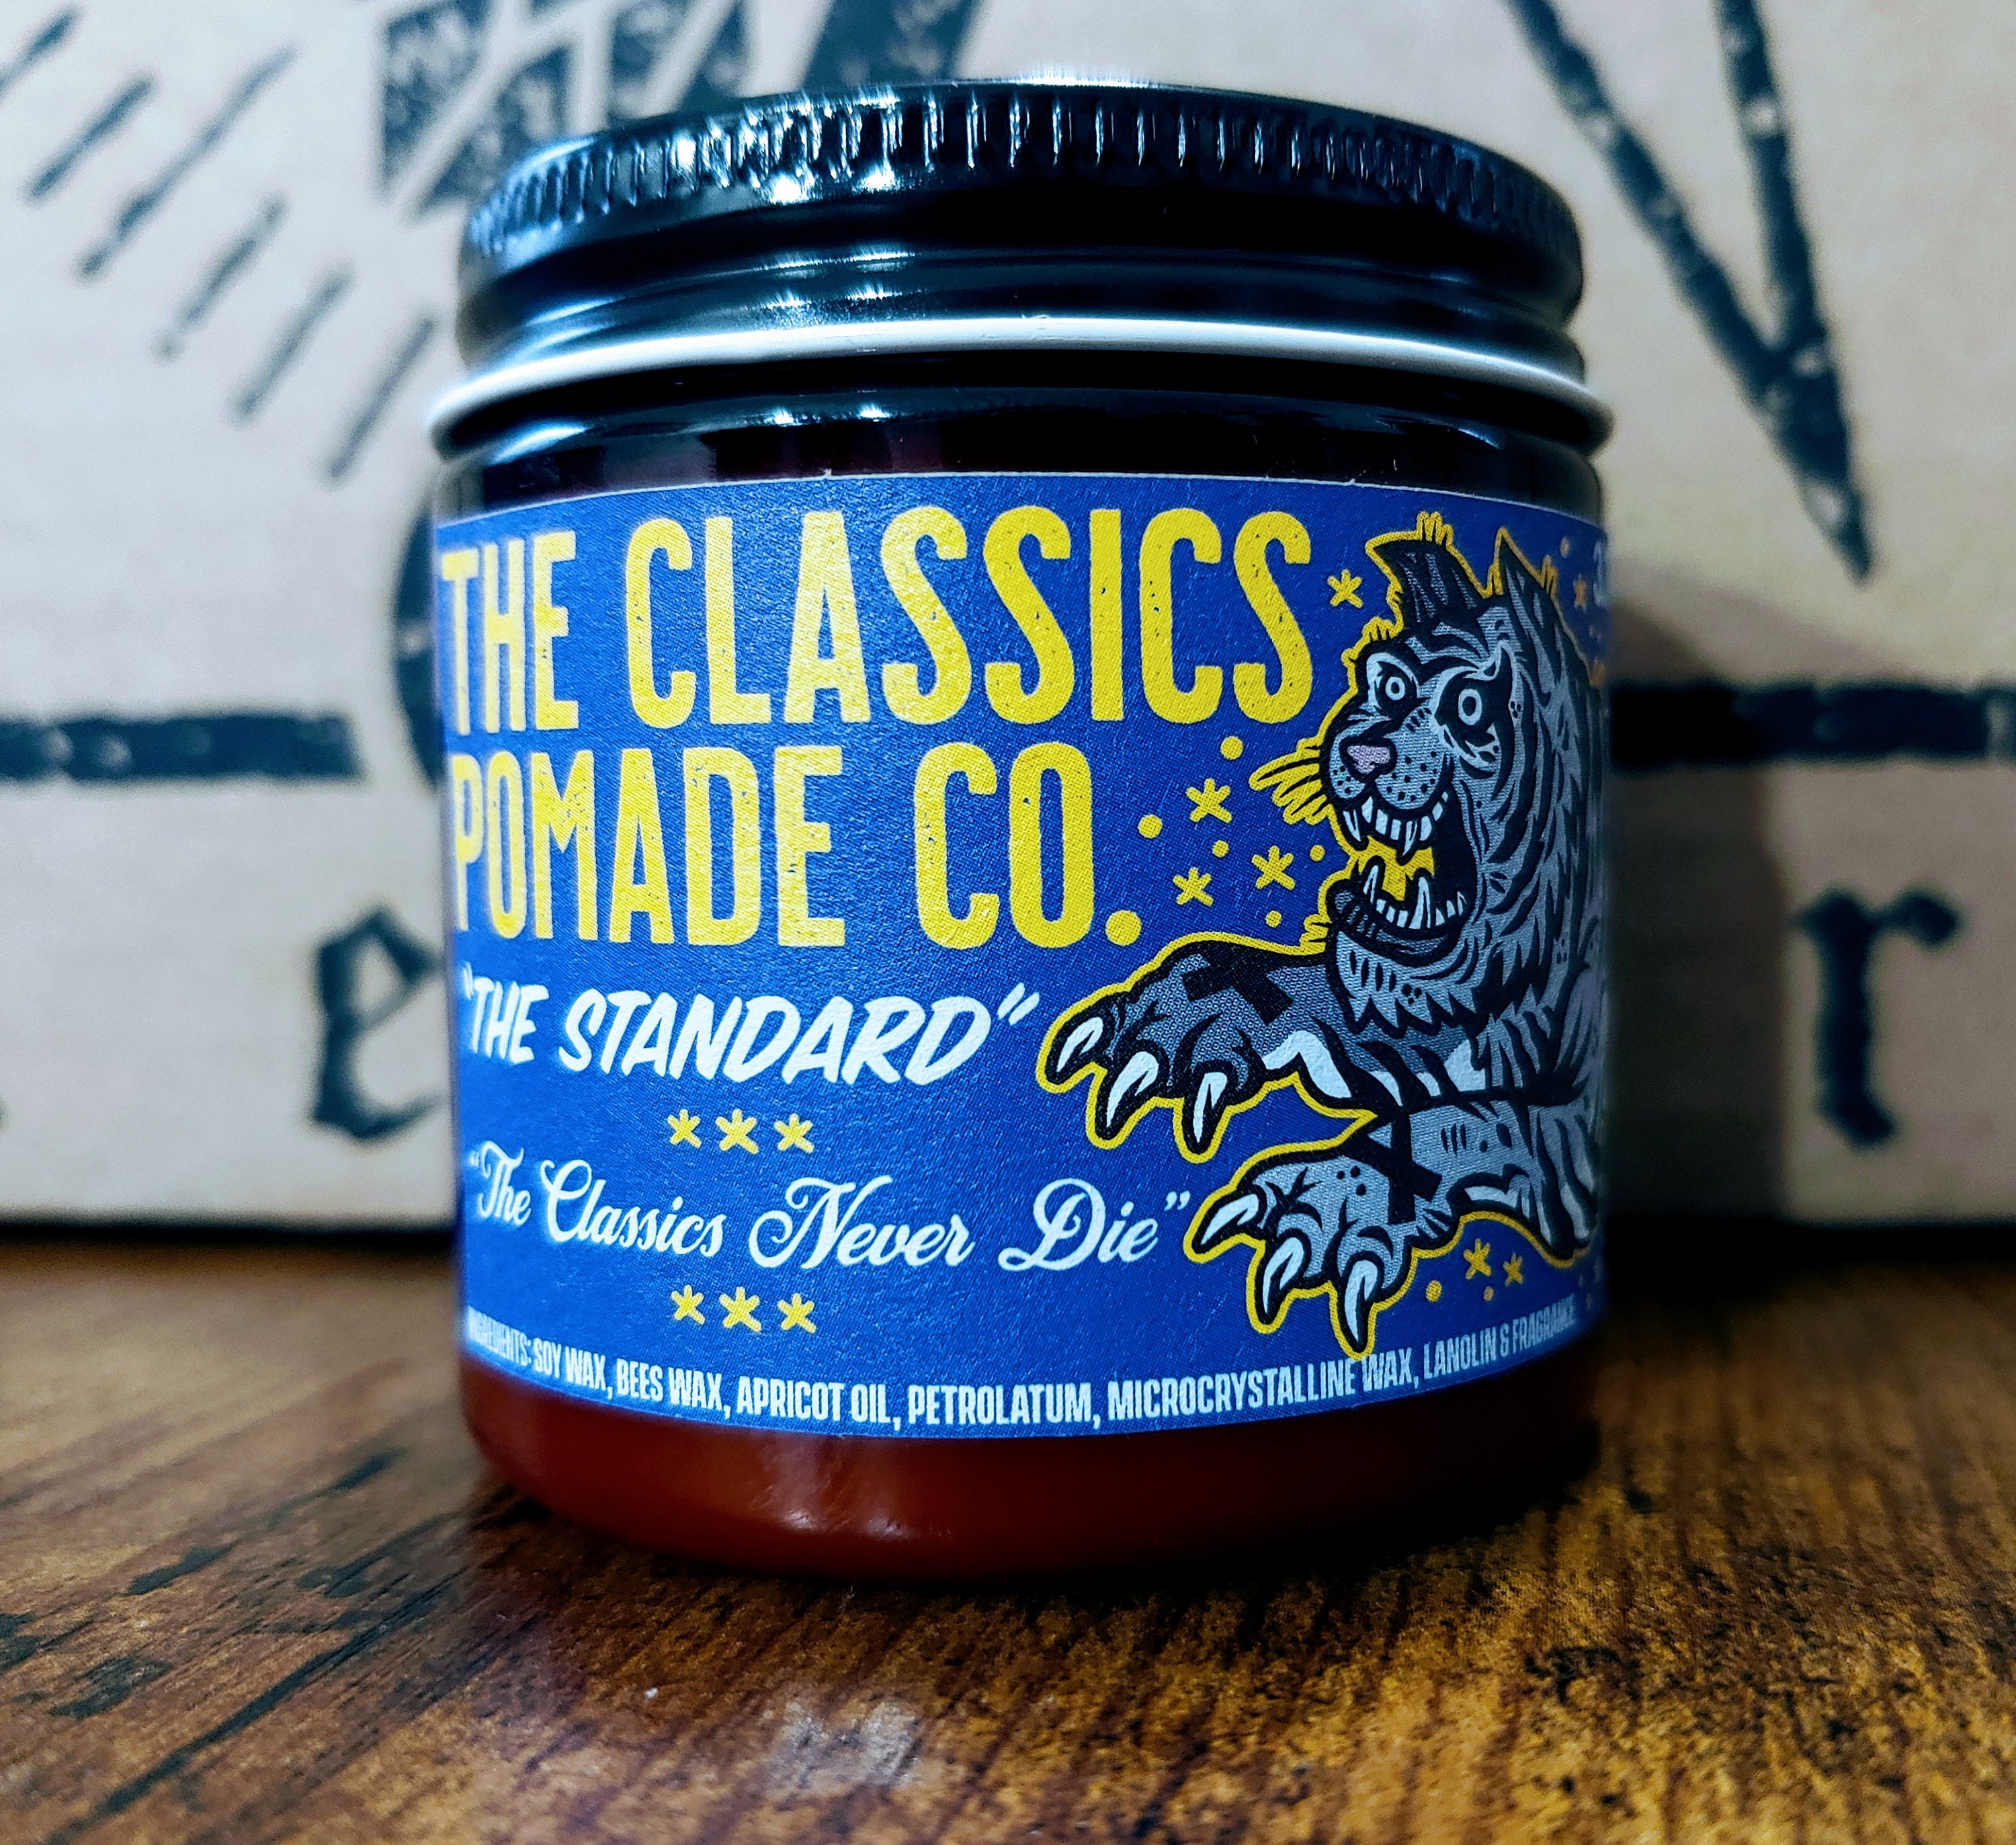 THE CLASSICS
POMADE CO.
"THE STANDARD"
"The Classics Never Die"
INGREDIENTS: SOY WAX, BEES WAX, APRICOT OIL, PETROLATUM, MICROCRYSTALLINE WAX, LANOLIN & FRAGRANCE
e
r